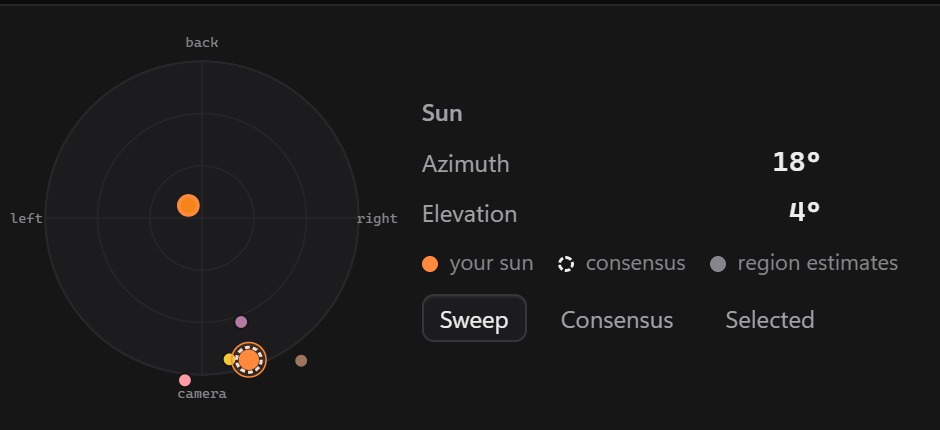 back
left
right
camera
Sun
Azimuth 18°
Elevation 4°
your sun consensus region estimates
Sweep Consensus Selected